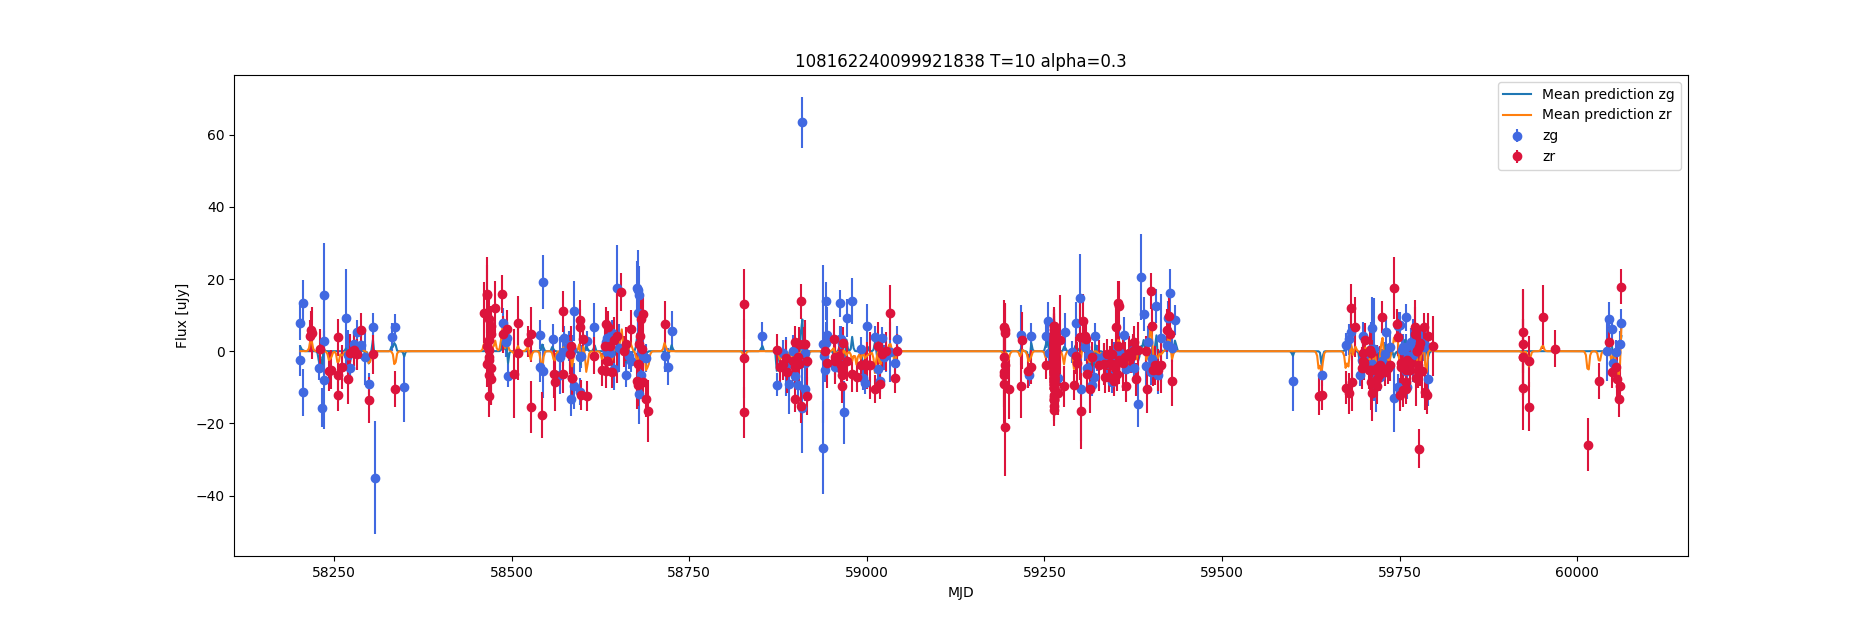 108162240099921838 T=10 alpha=0.3
Mean prediction zg
Mean prediction zr
zg
zr
Flux [uJy]
60
40
20
0
−20
−40
58250 58500 58750 59000 59250 59500 59750 60000
MJD